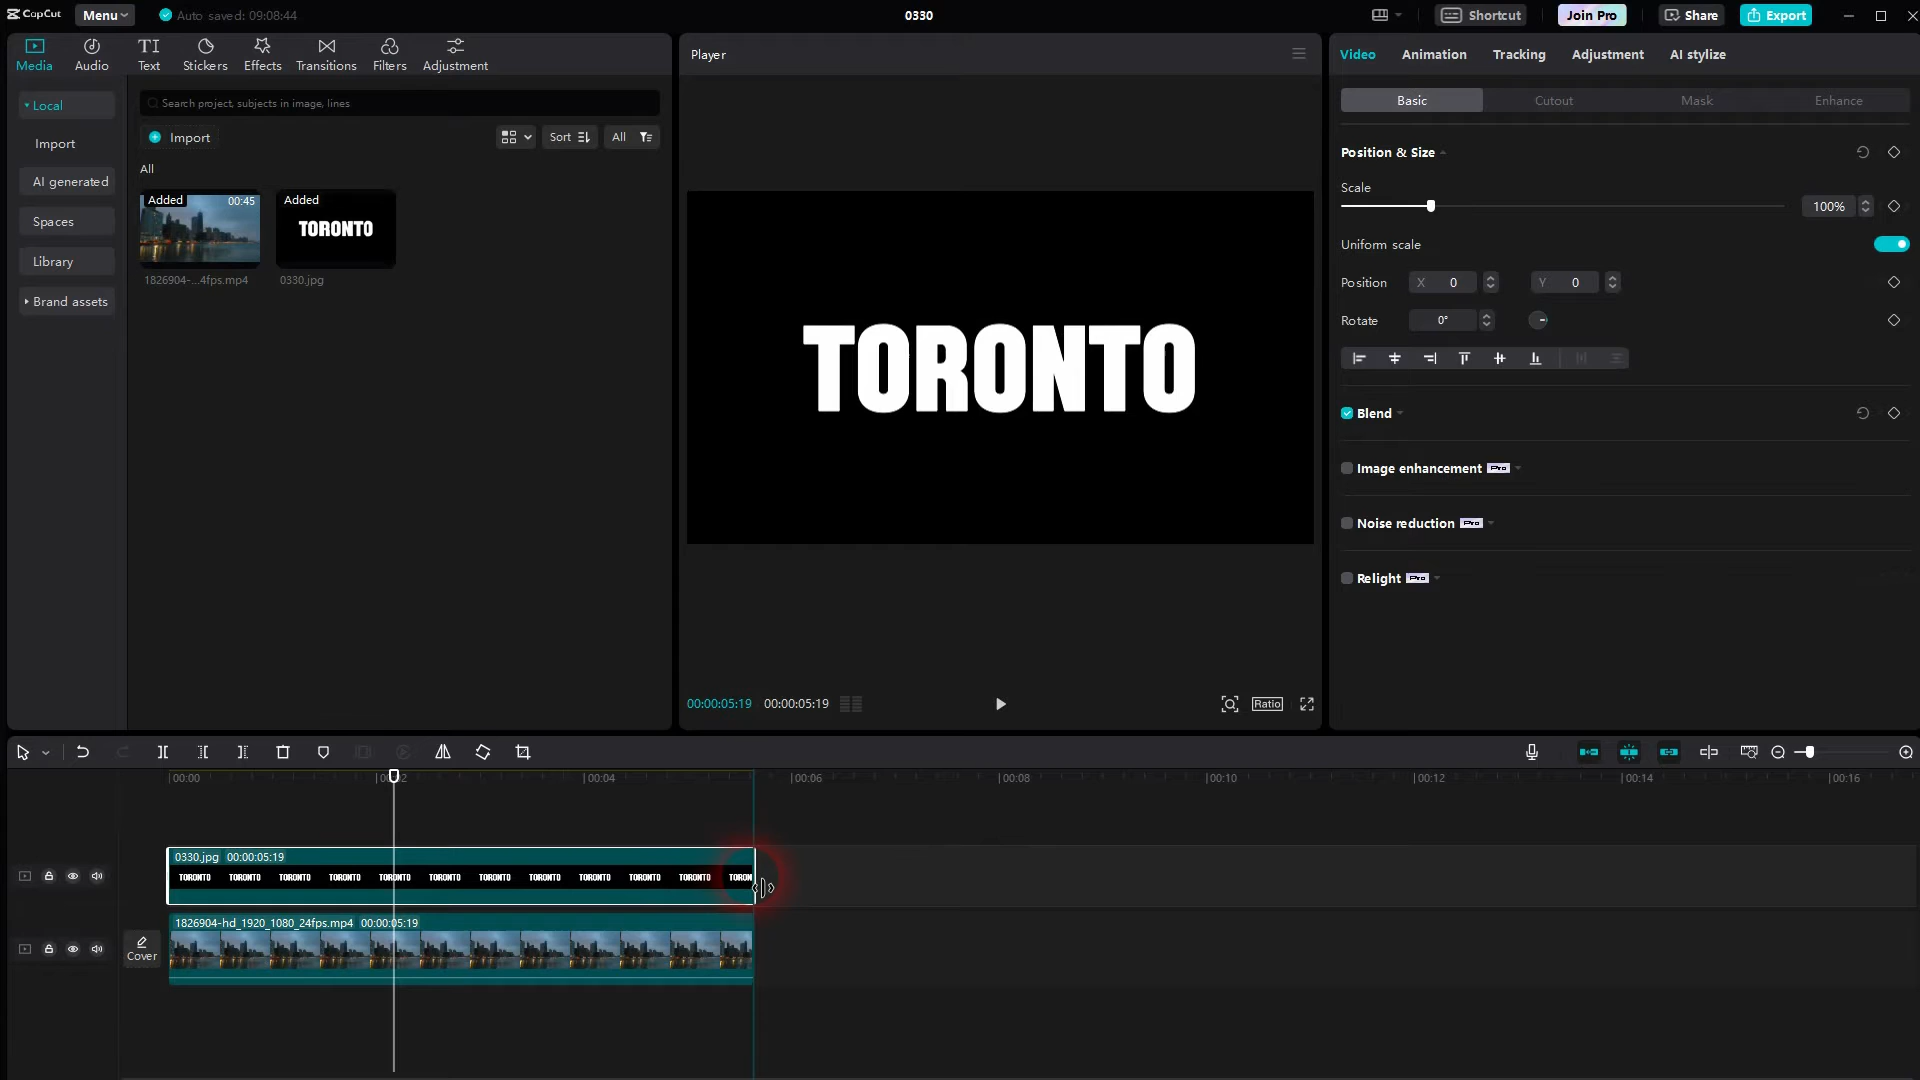 CapCut
Menu
Auto saved: 09:08:44
0330
Shortcut
Join Pro
Share
Export
Media
Audio
TI
Text
Stickers
Effects
Transitions
Filters
Adjustment
Local
Import
AI generated
Spaces
Library
Brand assets
Search project, subjects in image, lines
Import
Sort
All
All
Added
00:45
1826904-...4fps.mp4
Added
TORONTO
0330.jpg
Player
TORONTO
00:00:05:19
00:00:05:19
Ratio
Video
Animation
Tracking
Adjustment
AI stylize
Basic
Cutout
Mask
Enhance
Position & Size
Scale
100%
Uniform scale
Position
X 0
Y 0
Rotate
0°
Blend
Image enhancement Pro
Noise reduction Pro
Relight Pro
00:00
00:04
00:06
00:08
00:10
00:12
00:14
00:16
0330.jpg 00:00:05:19
TORONTO TORONTO TORONTO TORONTO TORONTO TORONTO TORONTO TORONTO TORONTO TORONTO TORONTO TORON
Cover
1826904-hd_1920_1080_24fps.mp4 00:00:05:19